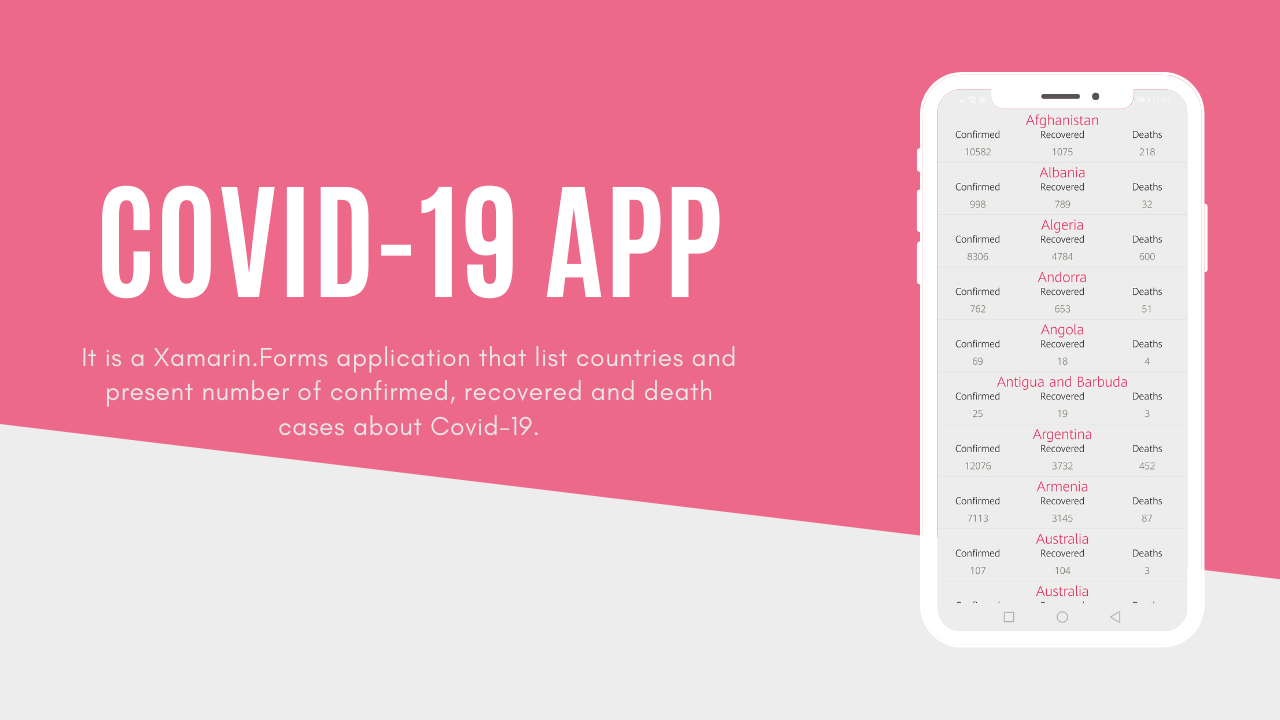 COVID-19 APP
It is a Xamarin.Forms application that list countries and
present number of confirmed, recovered and death
cases about Covid-19.
Afghanistan
Confirmed Recovered Deaths
10582 1075 218
Albania
Confirmed Recovered Deaths
998 789 32
Algeria
Confirmed Recovered Deaths
8306 4784 600
Andorra
Confirmed Recovered Deaths
762 653 51
Angola
Confirmed Recovered Deaths
69 18 4
Antigua and Barbuda
Confirmed Recovered Deaths
25 19 3
Argentina
Confirmed Recovered Deaths
12076 3732 452
Armenia
Confirmed Recovered Deaths
7113 3145 87
Australia
Confirmed Recovered Deaths
107 104 3
Australia